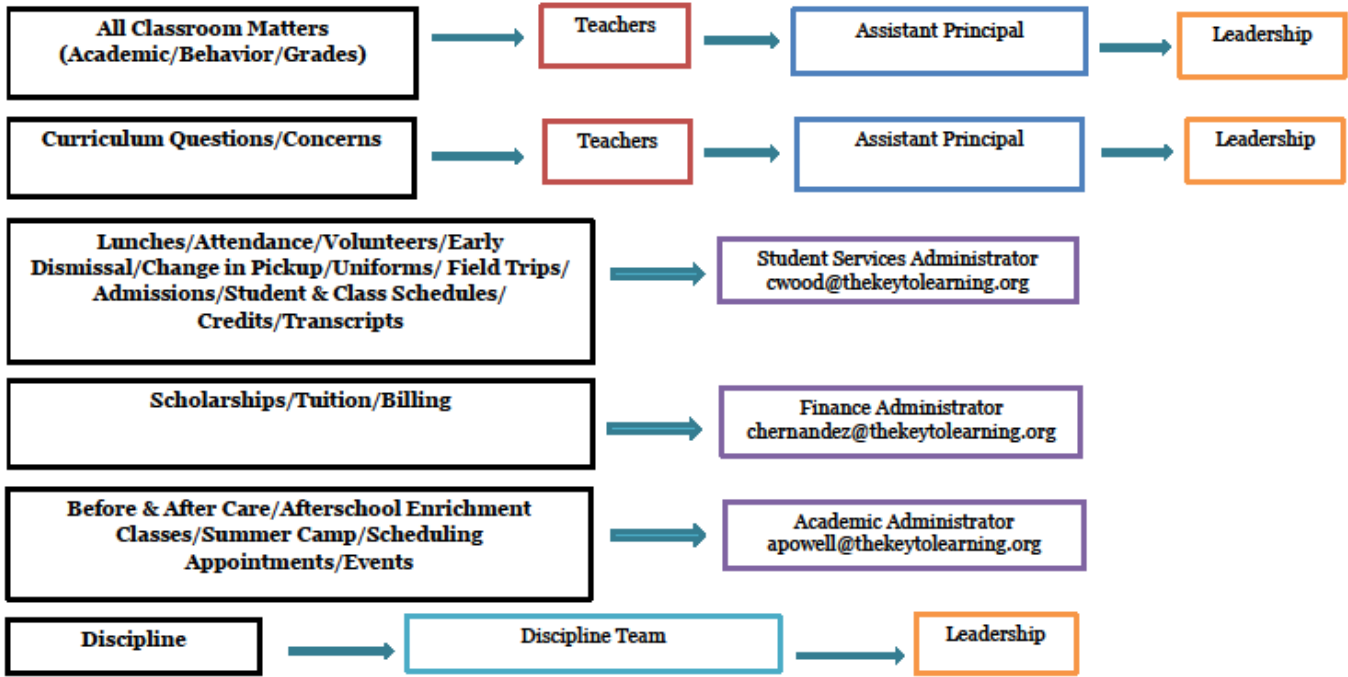 All Classroom Matters
(Academic/Behavior/Grades)
Teachers
Assistant Principal
Leadership
Curriculum Questions/Concerns
Teachers
Assistant Principal
Leadership
Lunches/Attendance/Volunteers/Early
Dismissal/Change in Pickup/Uniforms/ Field Trips/
Admissions/Student & Class Schedules/
Credits/Transcripts
Student Services Administrator
cwood@thekeytolearning.org
Scholarships/Tuition/Billing
Finance Administrator
chernandez@thekeytolearning.org
Before & After Care/Afterschool Enrichment
Classes/Summer Camp/Scheduling
Appointments/Events
Academic Administrator
apowell@thekeytolearning.org
Discipline
Discipline Team
Leadership